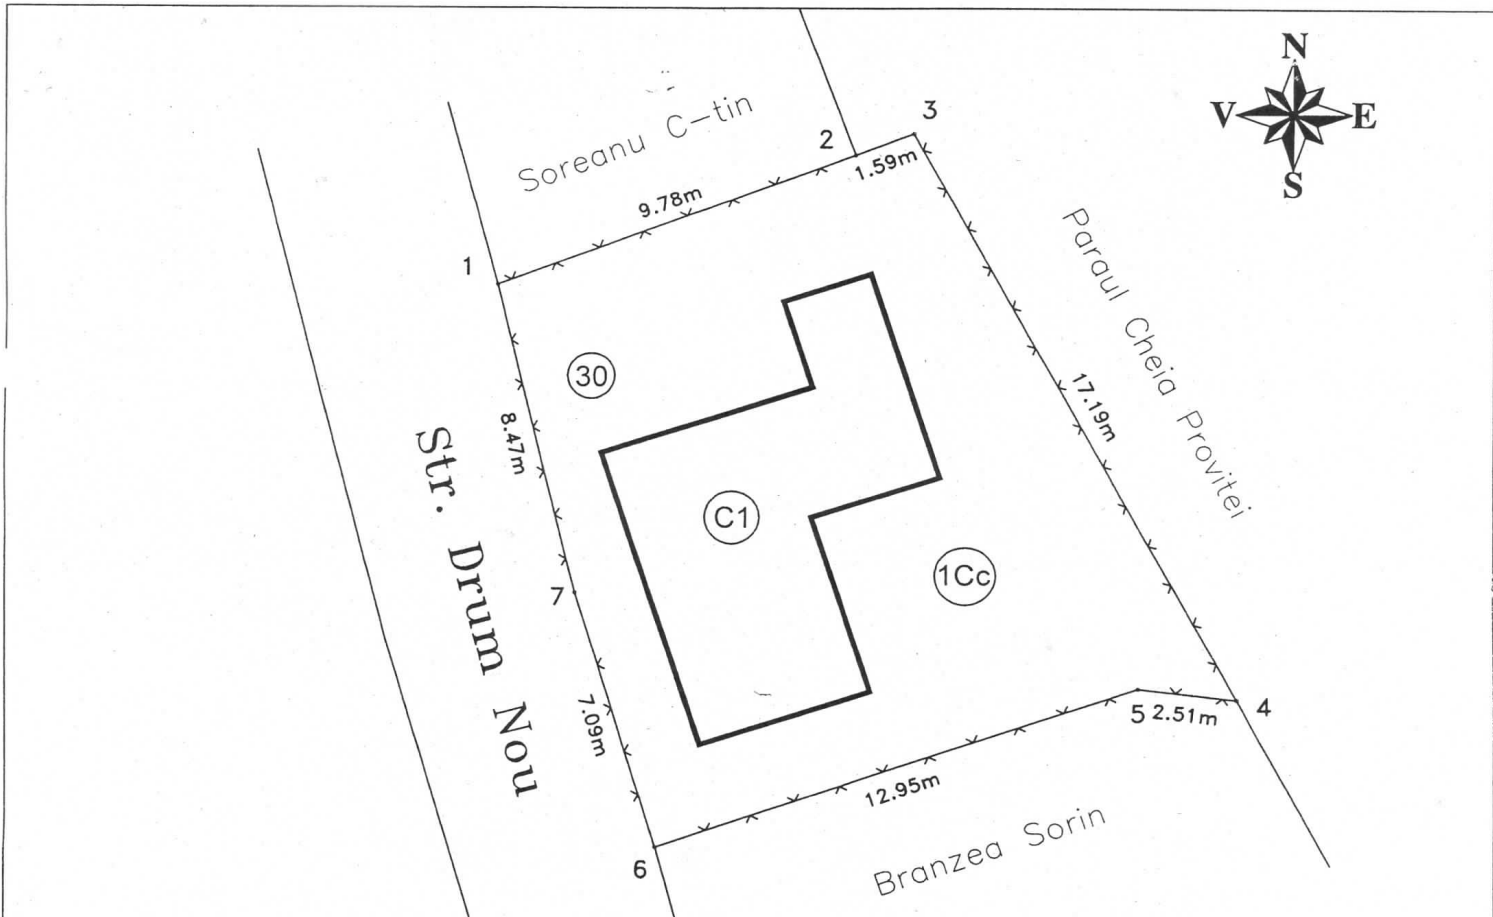 N
V
E
S
3
Soreanu C-tin
2
1.59m
9.78m
1
Paraul Cheia Provitei
30
17.19m
8.47m
Str. Drum Nou
C1
1Cc
7
7.09m
5
2.51m
4
12.95m
Branzea Sorin
6